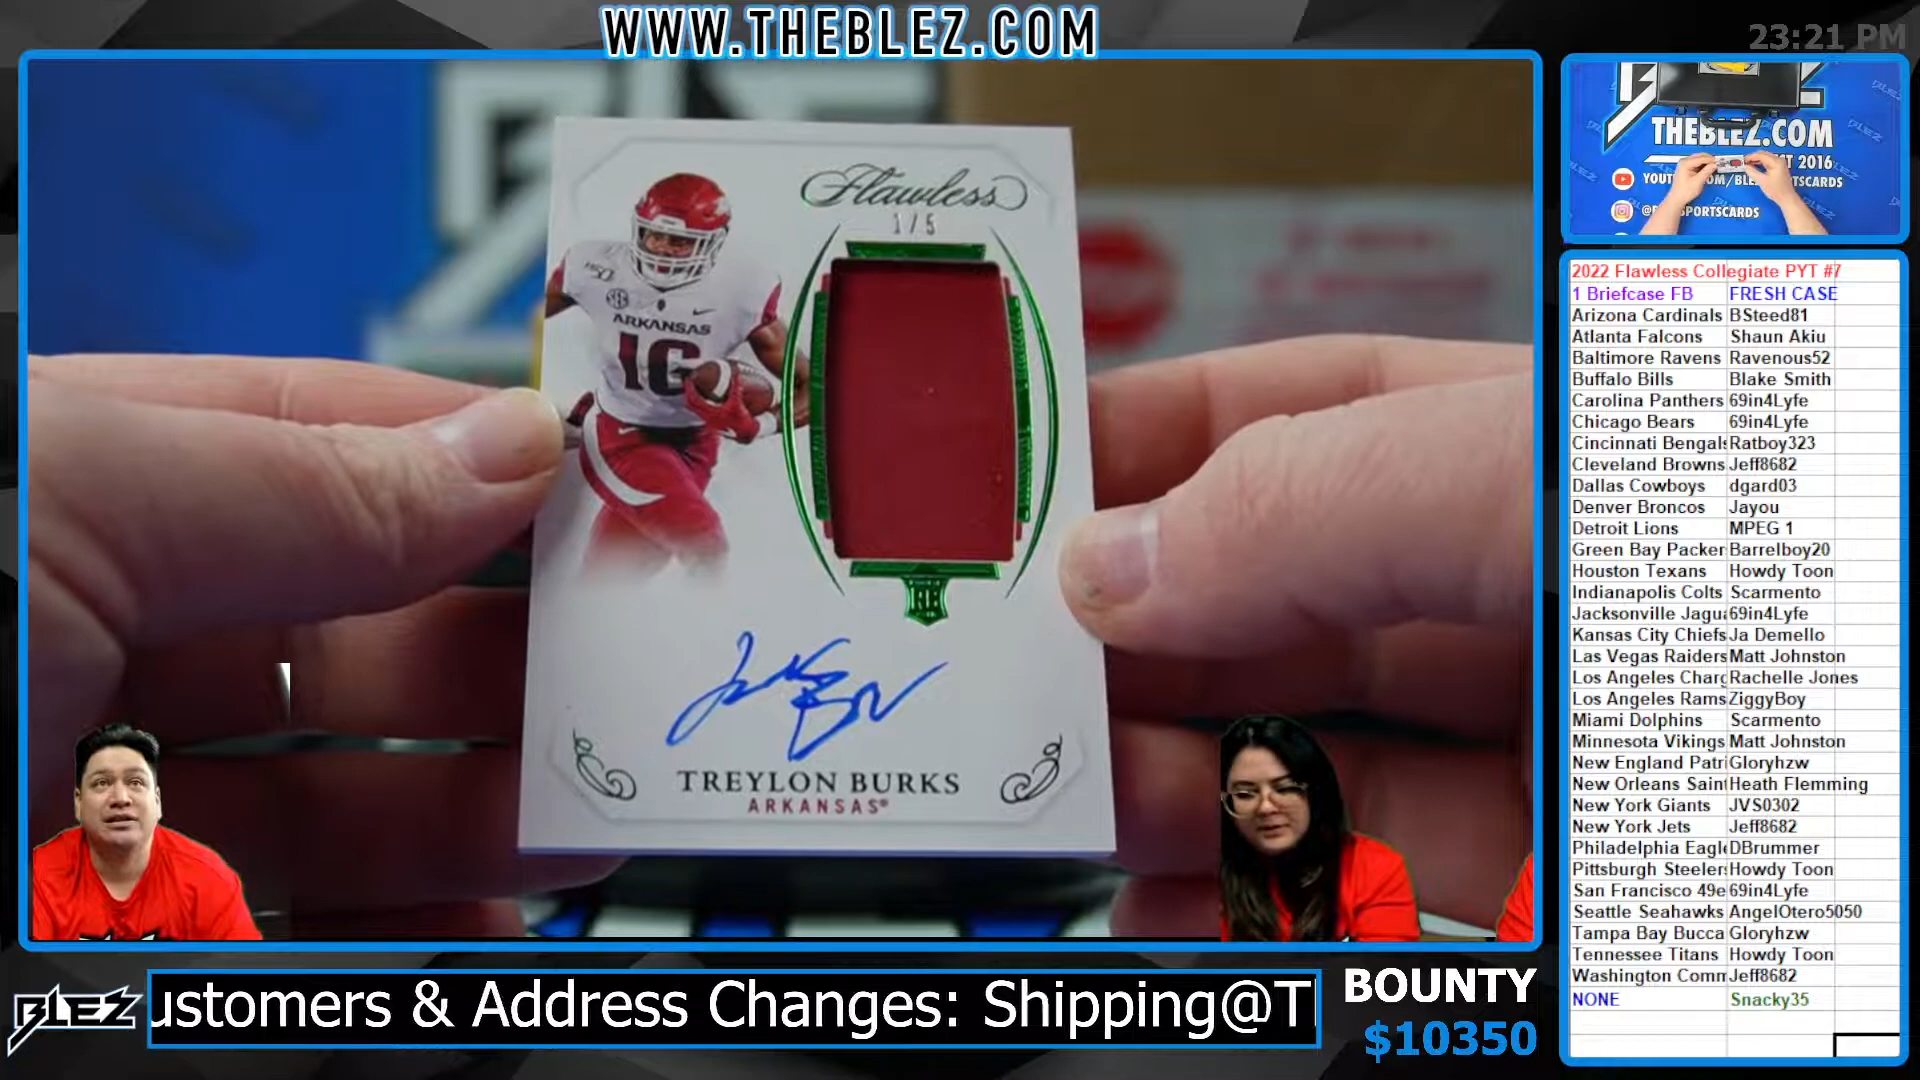 WWW.THEBLEZ.COM
23:21 PM
Flawless
1/5
150
SEC
ARKANSAS
16
RB
TREYLON BURKS
ARKANSAS®
THEBLEZ.COM
2016
2022 Flawless Collegiate PYT #7
1 Briefcase FB FRESH CASE
Arizona Cardinals BSteed81
Atlanta Falcons Shaun Akiu
Baltimore Ravens Ravenous52
Buffalo Bills Blake Smith
Carolina Panthers 69in4Lyfe
Chicago Bears 69in4Lyfe
Cincinnati Bengals Ratboy323
Cleveland Browns Jeff8682
Dallas Cowboys dgard03
Denver Broncos Jayou
Detroit Lions MPEG 1
Green Bay Packer Barrelboy20
Houston Texans Howdy Toon
Indianapolis Colts Scarmento
Jacksonville Jagua 69in4Lyfe
Kansas City Chiefs Ja Demello
Las Vegas Raiders Matt Johnston
Los Angeles Charg Rachelle Jones
Los Angeles Rams ZiggyBoy
Miami Dolphins Scarmento
Minnesota Vikings Matt Johnston
New England Patri Gloryhzw
New Orleans Saint Heath Flemming
New York Giants JVS0302
New York Jets Jeff8682
Philadelphia Eagle DBrummer
Pittsburgh Steelers Howdy Toon
San Francisco 49e 69in4Lyfe
Seattle Seahawks AngelOtero5050
Tampa Bay Bucca Gloryhzw
Tennessee Titans Howdy Toon
Washington Comm Jeff8682
NONE Snacky35
BLEZ
ustomers & Address Changes: Shipping@T
BOUNTY
$10350